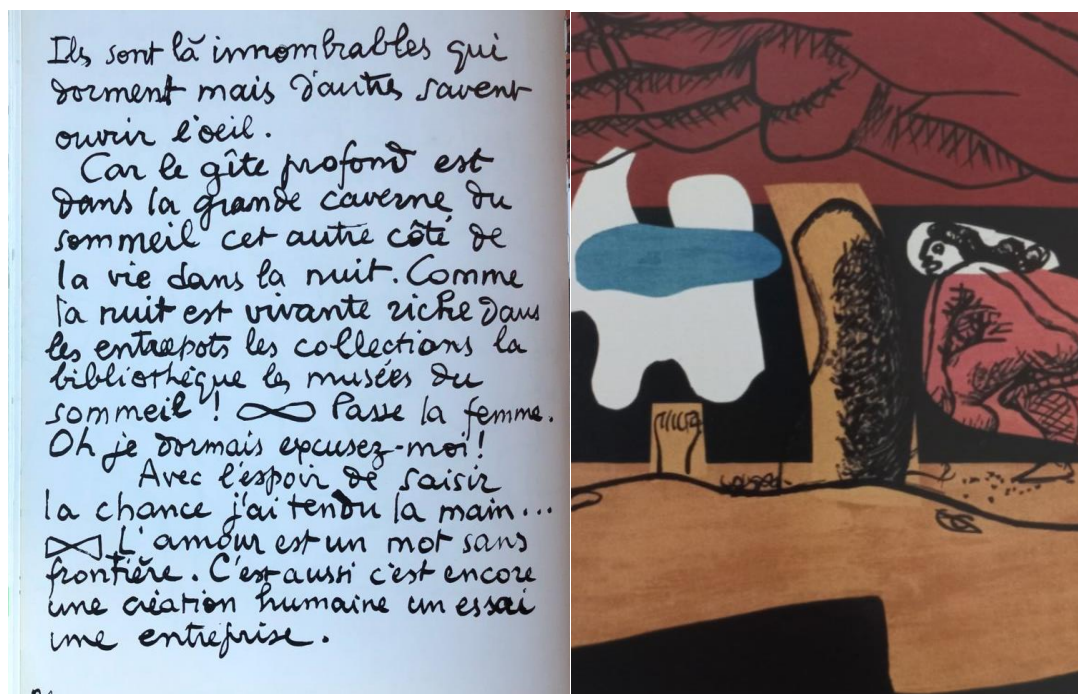 Ils sont là innombrables qui
dorment mais d'autres savent
ouvrir l'oeil.
Car le gîte profond est
dans la grande caverne du
sommeil cet autre côté de
la vie dans la nuit. Comme
la nuit est vivante riche dans
les entrepots les collections la
bibliothèque les musées du
sommeil ! ∞ Passe la femme.
Oh je dormais excusez-moi !
Avec l'espoir de saisir
la chance j'ai tendu la main...
⋈ L'amour est un mot sans
frontière. C'est aussi c'est encore
une création humaine un essai
une entreprise.